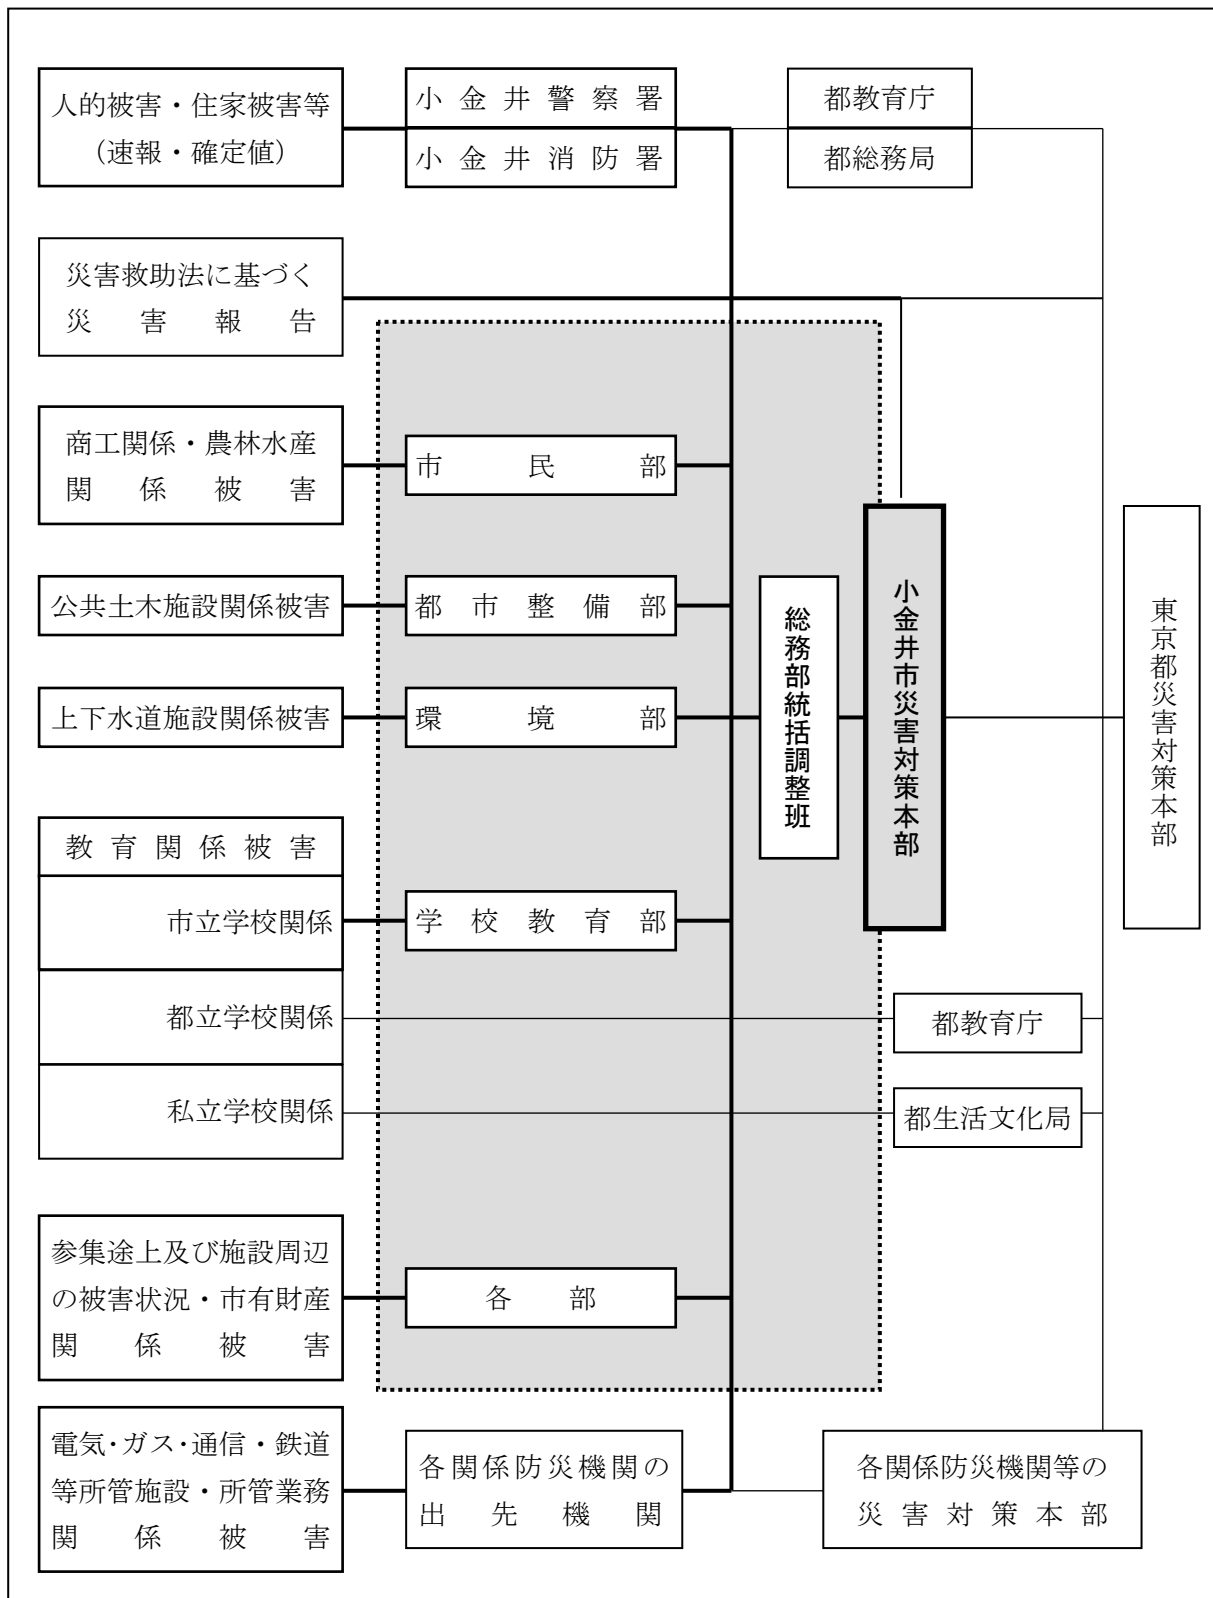 人的被害・住家被害等
（速報・確定値）
小金井警察署
小金井消防署
都教育庁
都総務局
災害救助法に基づく
災害報告
商工関係・農林水産
関係被害
市民部
公共土木施設関係被害
都市整備部
上下水道施設関係被害
環境部
総務部統括調整班
小金井市災害対策本部
東京都災害対策本部
教育関係被害
市立学校関係
学校教育部
都立学校関係
都教育庁
私立学校関係
都生活文化局
参集途上及び施設周辺
の被害状況・市有財産
関係被害
各部
電気・ガス・通信・鉄道
等所管施設・所管業務
関係被害
各関係防災機関の
出先機関
各関係防災機関等の
災害対策本部